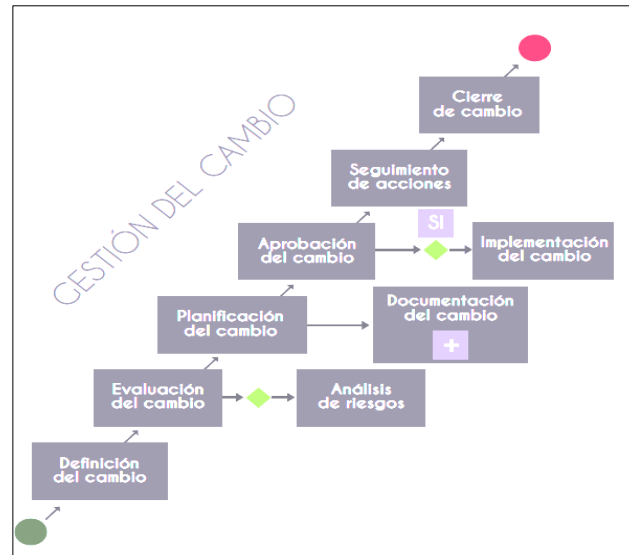 GESTIÓN DEL CAMBIO
Cierre
de cambio
Seguimiento
de acciones
SI
Aprobación
del cambio
Implementación
del cambio
Planificación
del cambio
Documentación
del cambio
+
Evaluación
del cambio
Análisis
de riesgos
Definición
del cambio